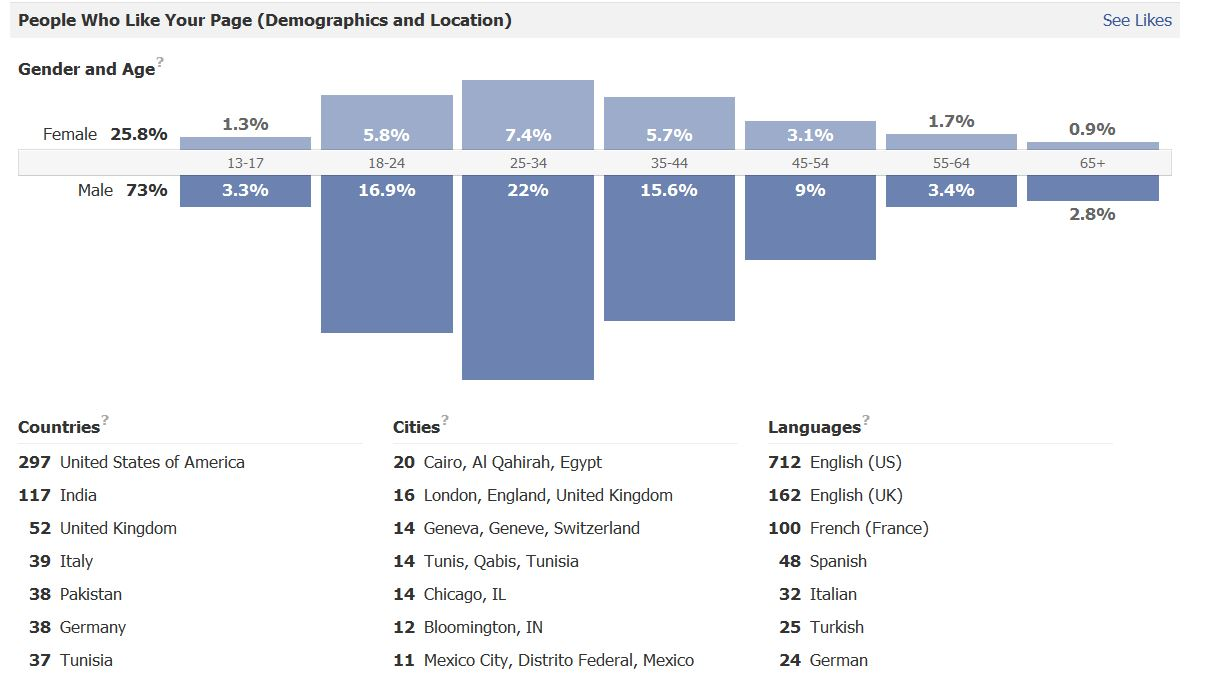 People Who Like Your Page (Demographics and Location) See Likes
Gender and Age?
Female 25.8% 1.3% 5.8% 7.4% 5.7% 3.1% 1.7% 0.9%
13-17 18-24 25-34 35-44 45-54 55-64 65+
Male 73% 3.3% 16.9% 22% 15.6% 9% 3.4% 2.8%
Countries? Cities? Languages?
297 United States of America 20 Cairo, Al Qahirah, Egypt 712 English (US)
117 India 16 London, England, United Kingdom 162 English (UK)
52 United Kingdom 14 Geneva, Geneve, Switzerland 100 French (France)
39 Italy 14 Tunis, Qabis, Tunisia 48 Spanish
38 Pakistan 14 Chicago, IL 32 Italian
38 Germany 12 Bloomington, IN 25 Turkish
37 Tunisia 11 Mexico City, Distrito Federal, Mexico 24 German